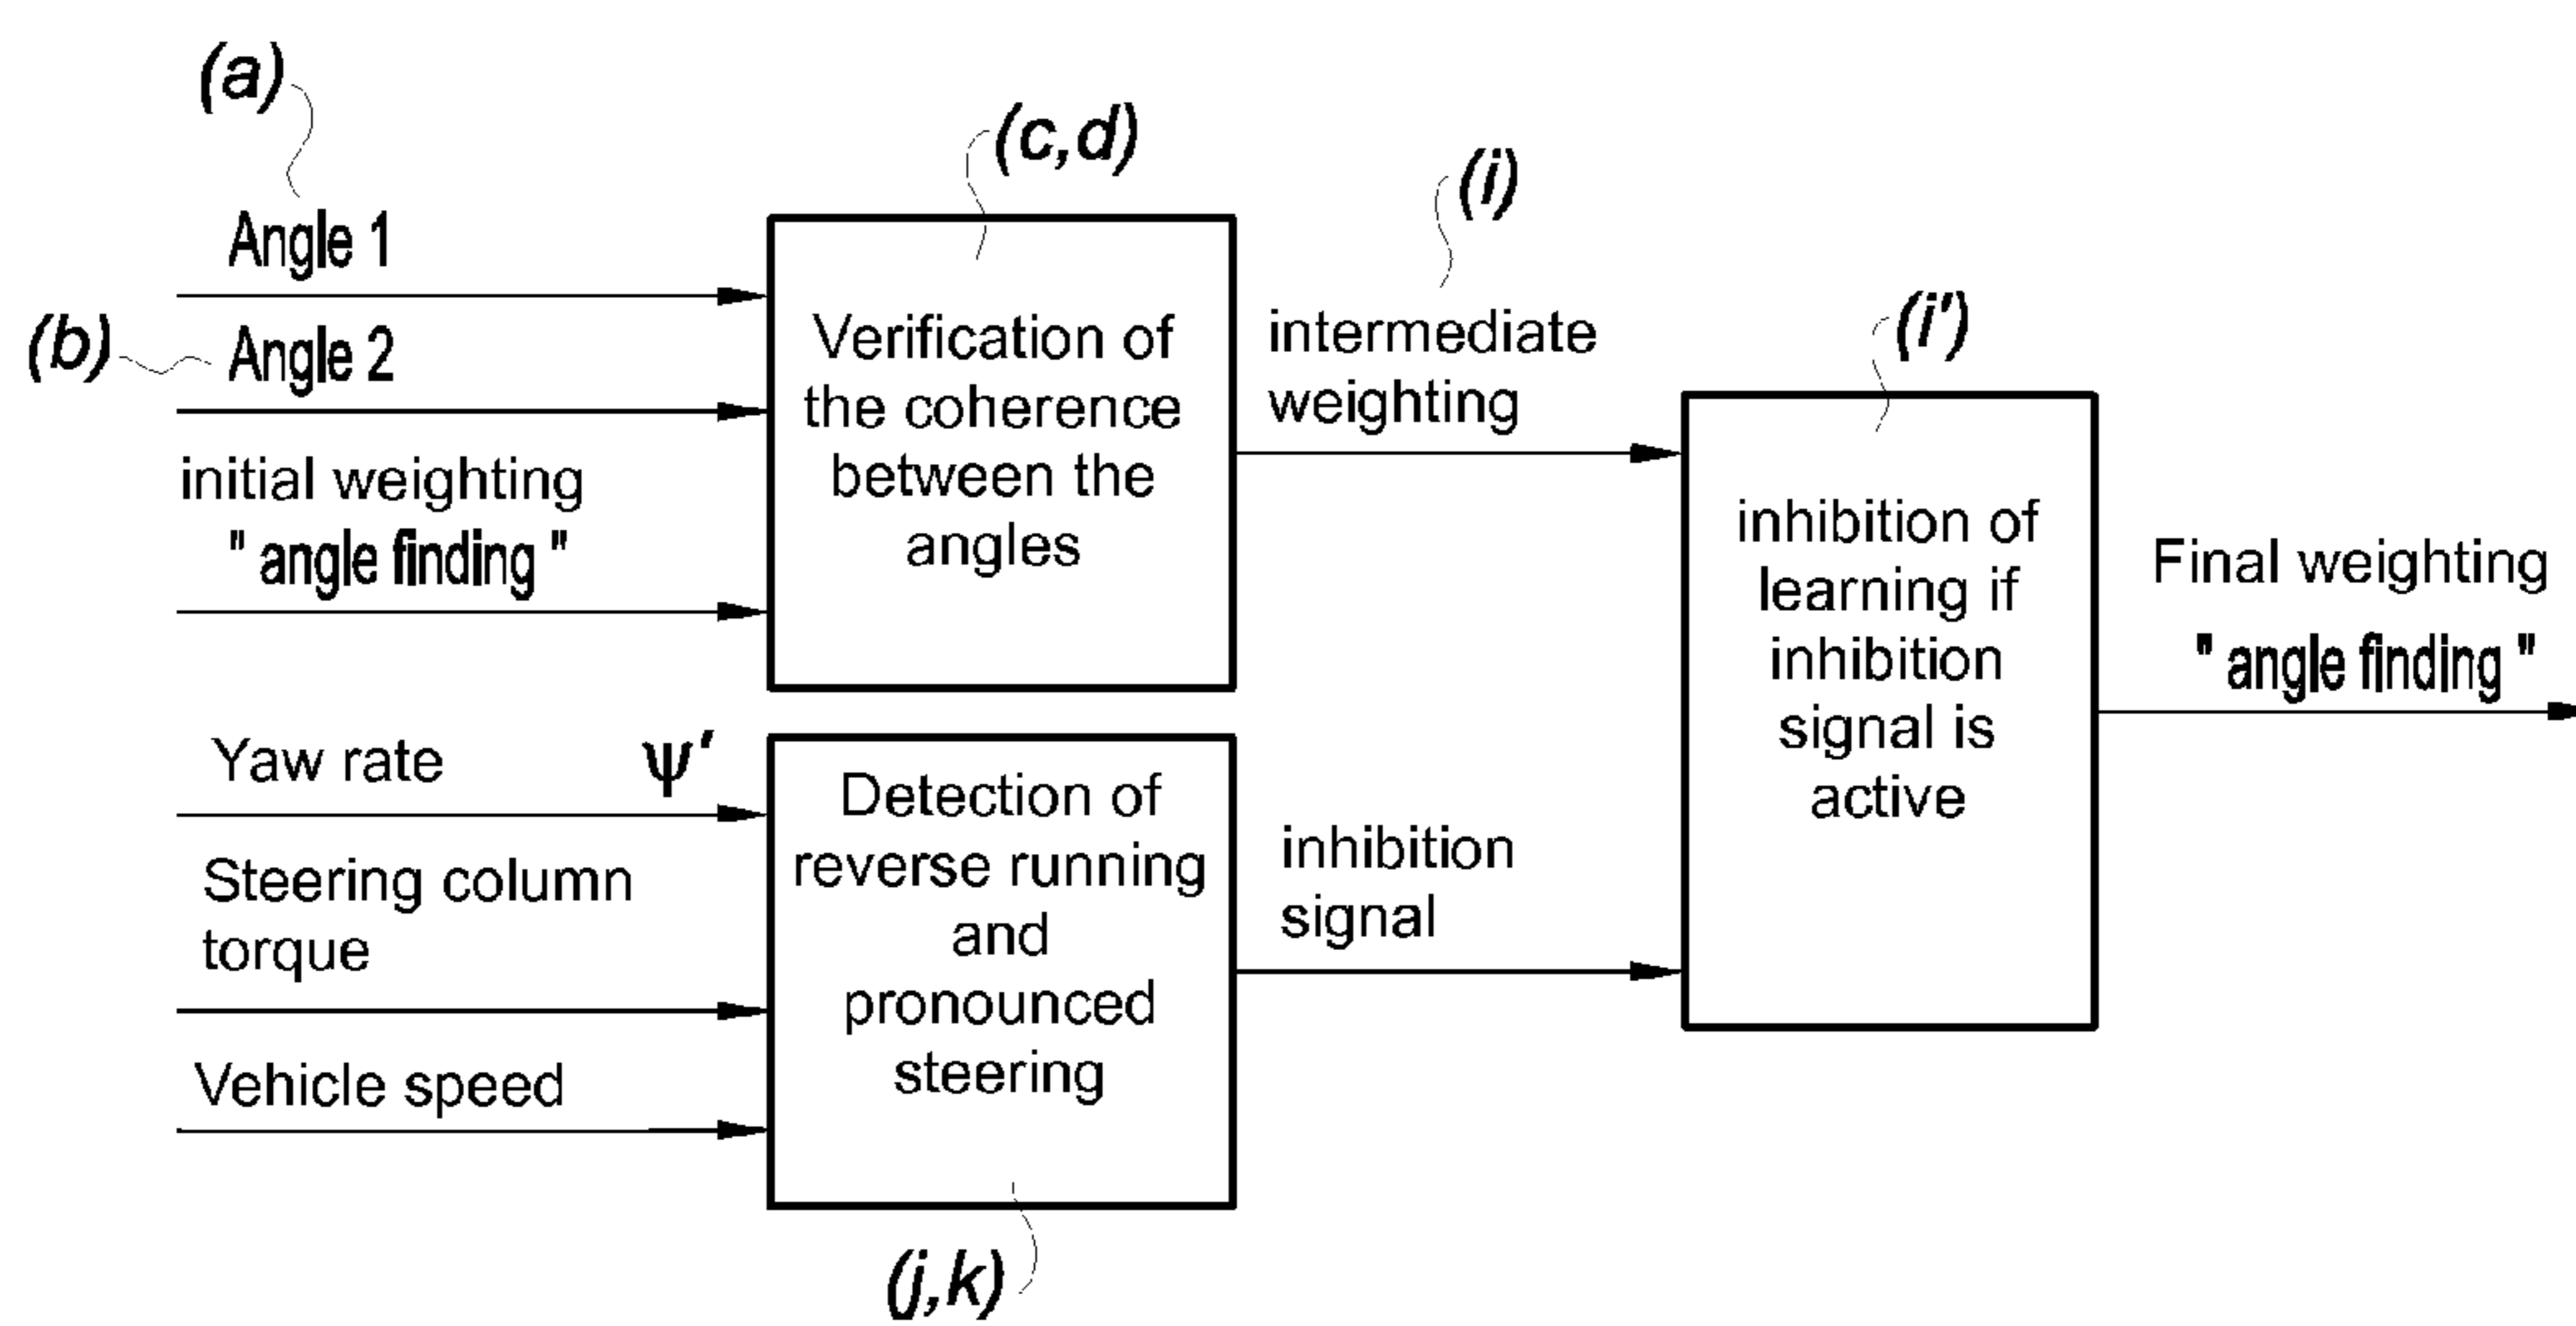 (a)
(c,d)
(i)
Angle 1
(b)
Angle 2
initial weighting
" angle finding "
Verification of
the coherence
between the
angles
intermediate
weighting
(i')
inhibition of
learning if
inhibition
signal is
active
Final weighting
" angle finding "
Yaw rate
ψ'
Steering column
torque
Vehicle speed
Detection of
reverse running
and
pronounced
steering
inhibition
signal
(j,k)